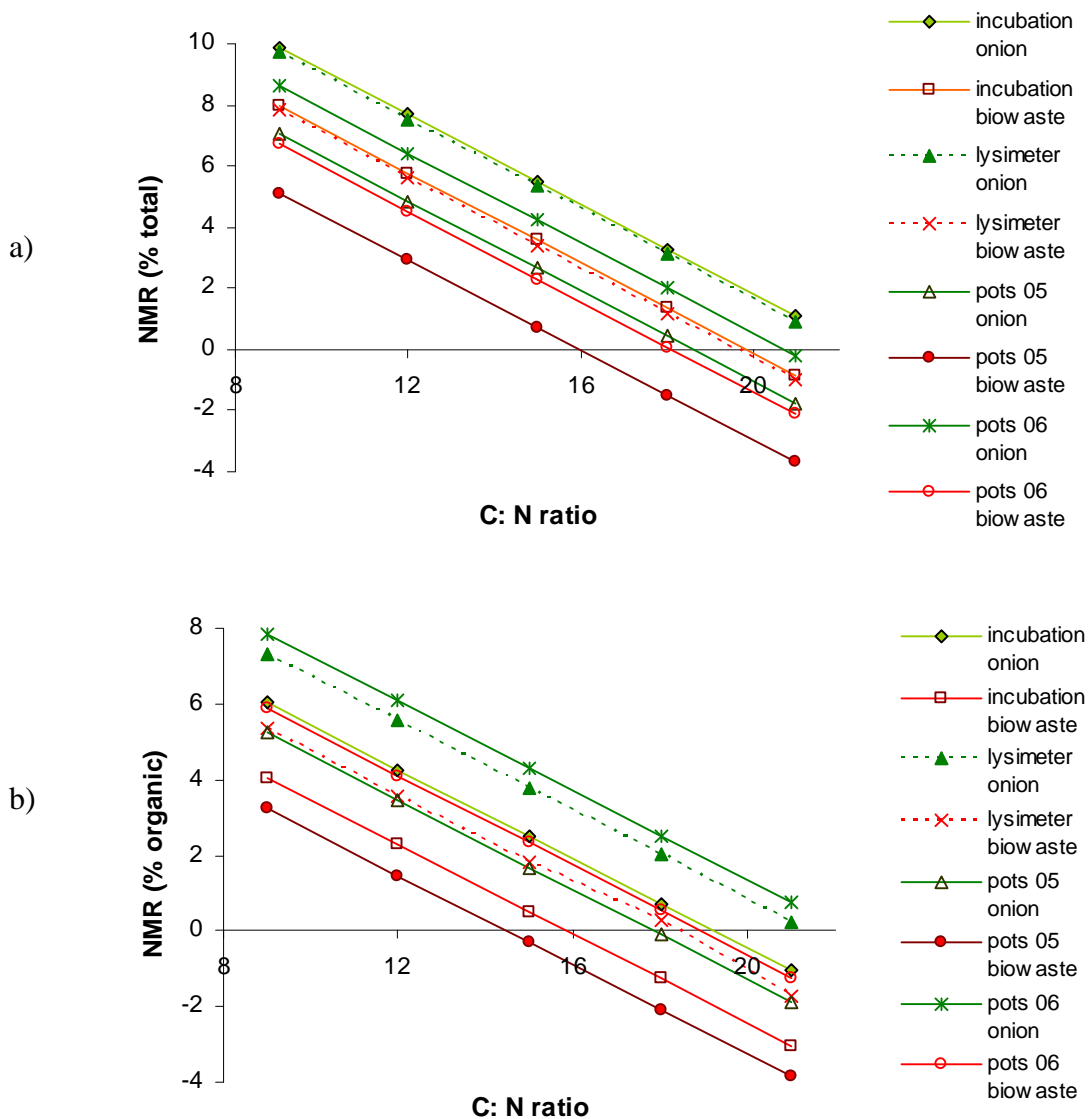 a)
NMR (% total)
10
8
6
4
2
0
-2
-4
8
12
16
20
C: N ratio
incubation
onion
incubation
biow aste
lysimeter
onion
lysimeter
biow aste
pots 05
onion
pots 05
biow aste
pots 06
onion
pots 06
biow aste
b)
NMR (% organic)
8
6
4
2
0
-2
-4
8
12
16
20
C: N ratio
incubation
onion
incubation
biow aste
lysimeter
onion
lysimeter
biow aste
pots 05
onion
pots 05
biow aste
pots 06
onion
pots 06
biow aste